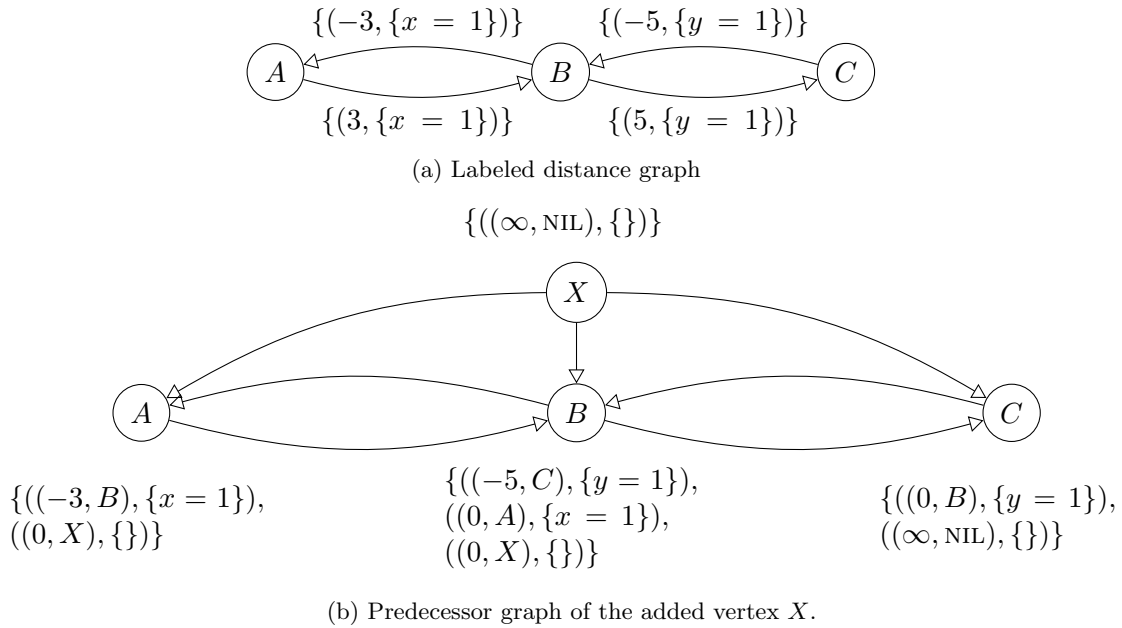 {(−3, {x = 1})} {(−5, {y = 1})}
A B C
{(3, {x = 1})} {(5, {y = 1})}
(a) Labeled distance graph
{((∞, NIL), {})}
X
A B C
{((−3, B), {x = 1}),
((0, X), {})}
{((−5, C), {y = 1}),
((0, A), {x = 1}),
((0, X), {})}
{((0, B), {y = 1}),
((∞, NIL), {})}
(b) Predecessor graph of the added vertex X.